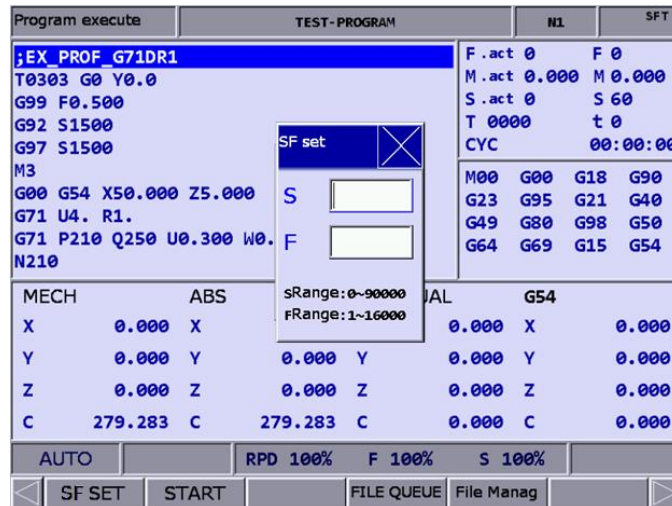 Program execute TEST-PROGRAM N1 SFT
;EX_PROF_G71DR1
T0303 G0 Y0.0
G99 F0.500
G92 S1500
G97 S1500
M3
G00 G54 X50.000 Z5.000
G71 U4. R1.
G71 P210 Q250 U0.300 W0.
N210
F.act 0 F 0
M.act 0.000 M 0.000
S.act 0 S 60
T 0000 t 0
CYC 00:00:00
M00 G00 G18 G90
G23 G95 G21 G40
G49 G80 G98 G50
G64 G69 G15 G54
SF set
S
F
SRange:0~90000
FRange:1~16000
MECH ABS UAL G54
X 0.000 X 0.000 X 0.000
Y 0.000 Y 0.000 Y 0.000 Y 0.000
Z 0.000 Z 0.000 Z 0.000 Z 0.000
C 279.283 C 279.283 C 0.000 C 0.000
AUTO RPD 100% F 100% S 100%
SF SET START FILE QUEUE File Manag